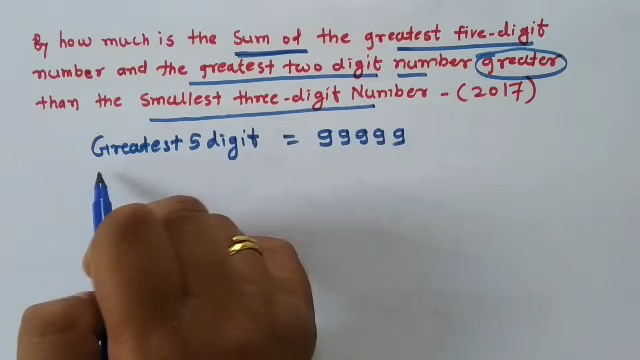 By how much is the sum of the greatest five-digit
number and the greatest two digit number greater
than the smallest three-digit Number - (2017)
Greatest 5 digit = 99999